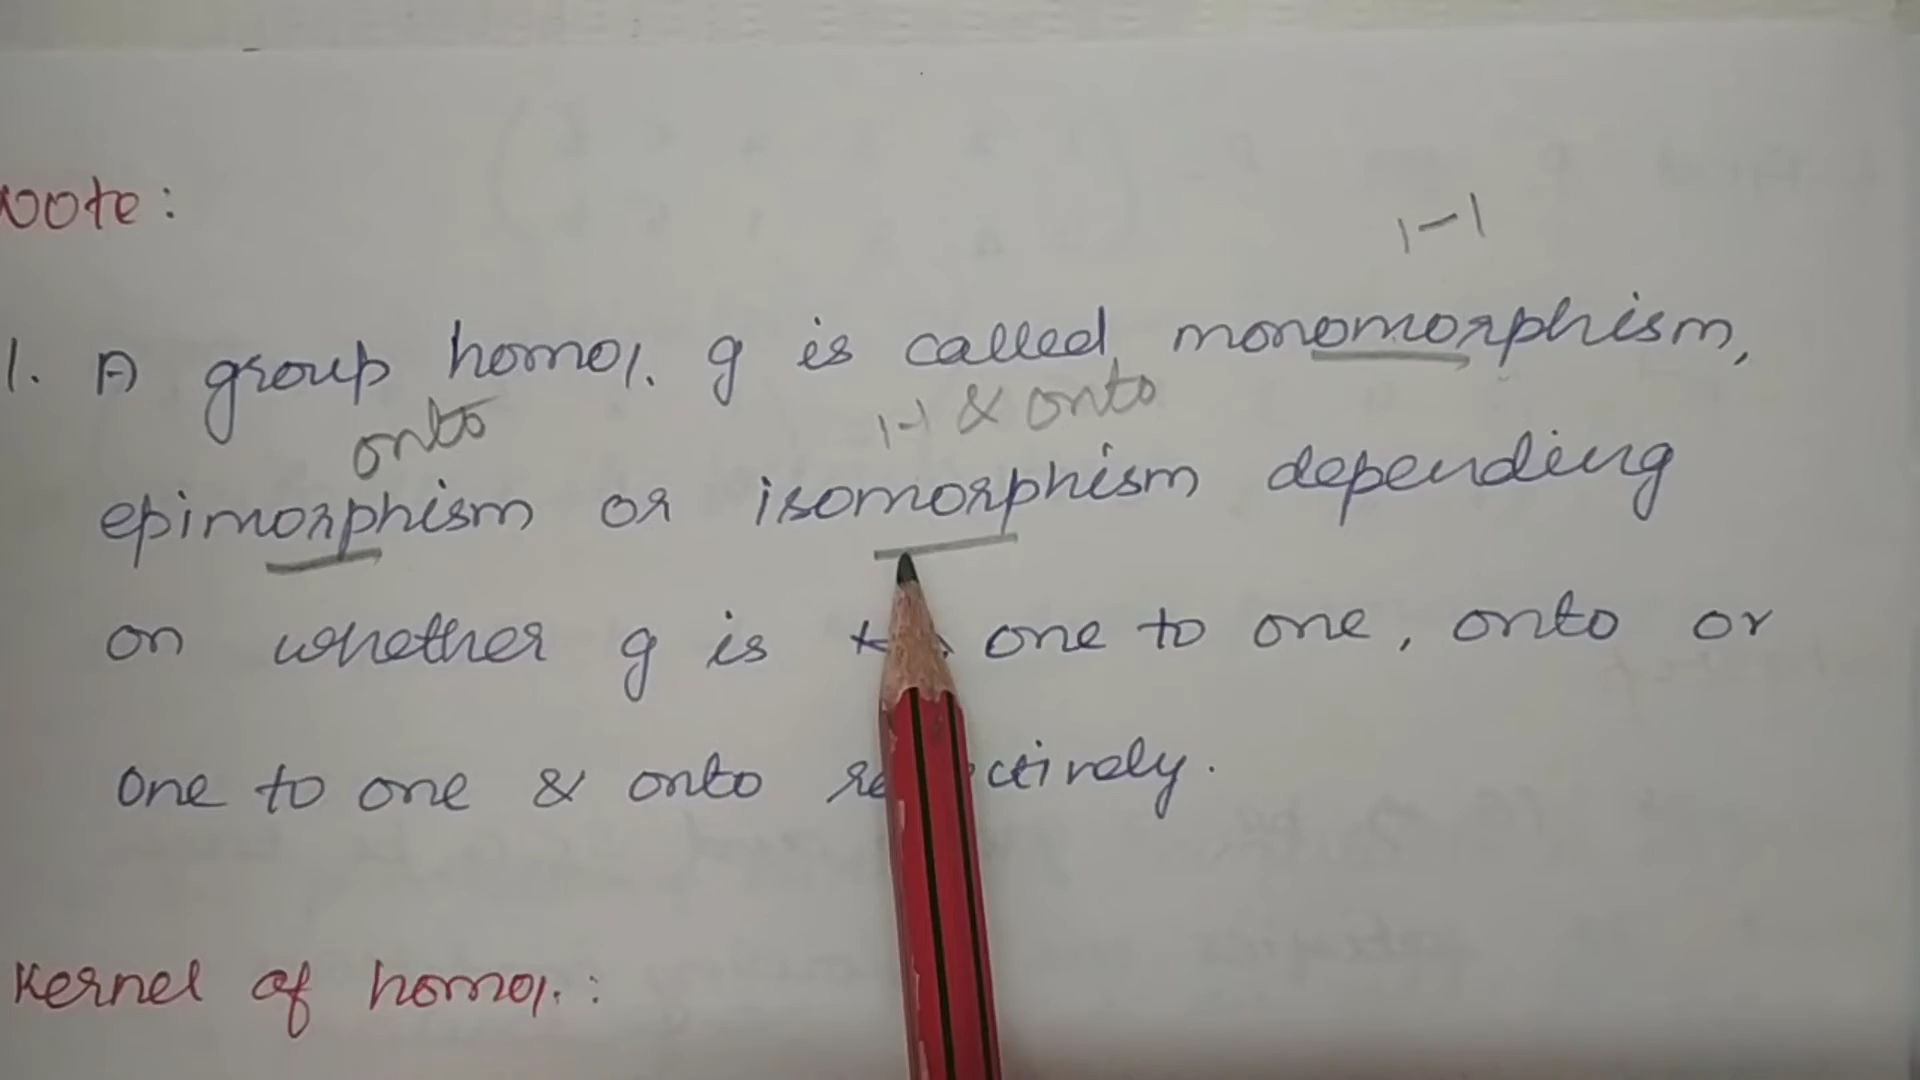 Note:
1-1
1. A group homo/. g is called monomorphism,
onto 1-1 & onto
epimorphism or isomorphism depending
on whether g is one to one, onto or
one to one & onto
Kernel of homo/.: